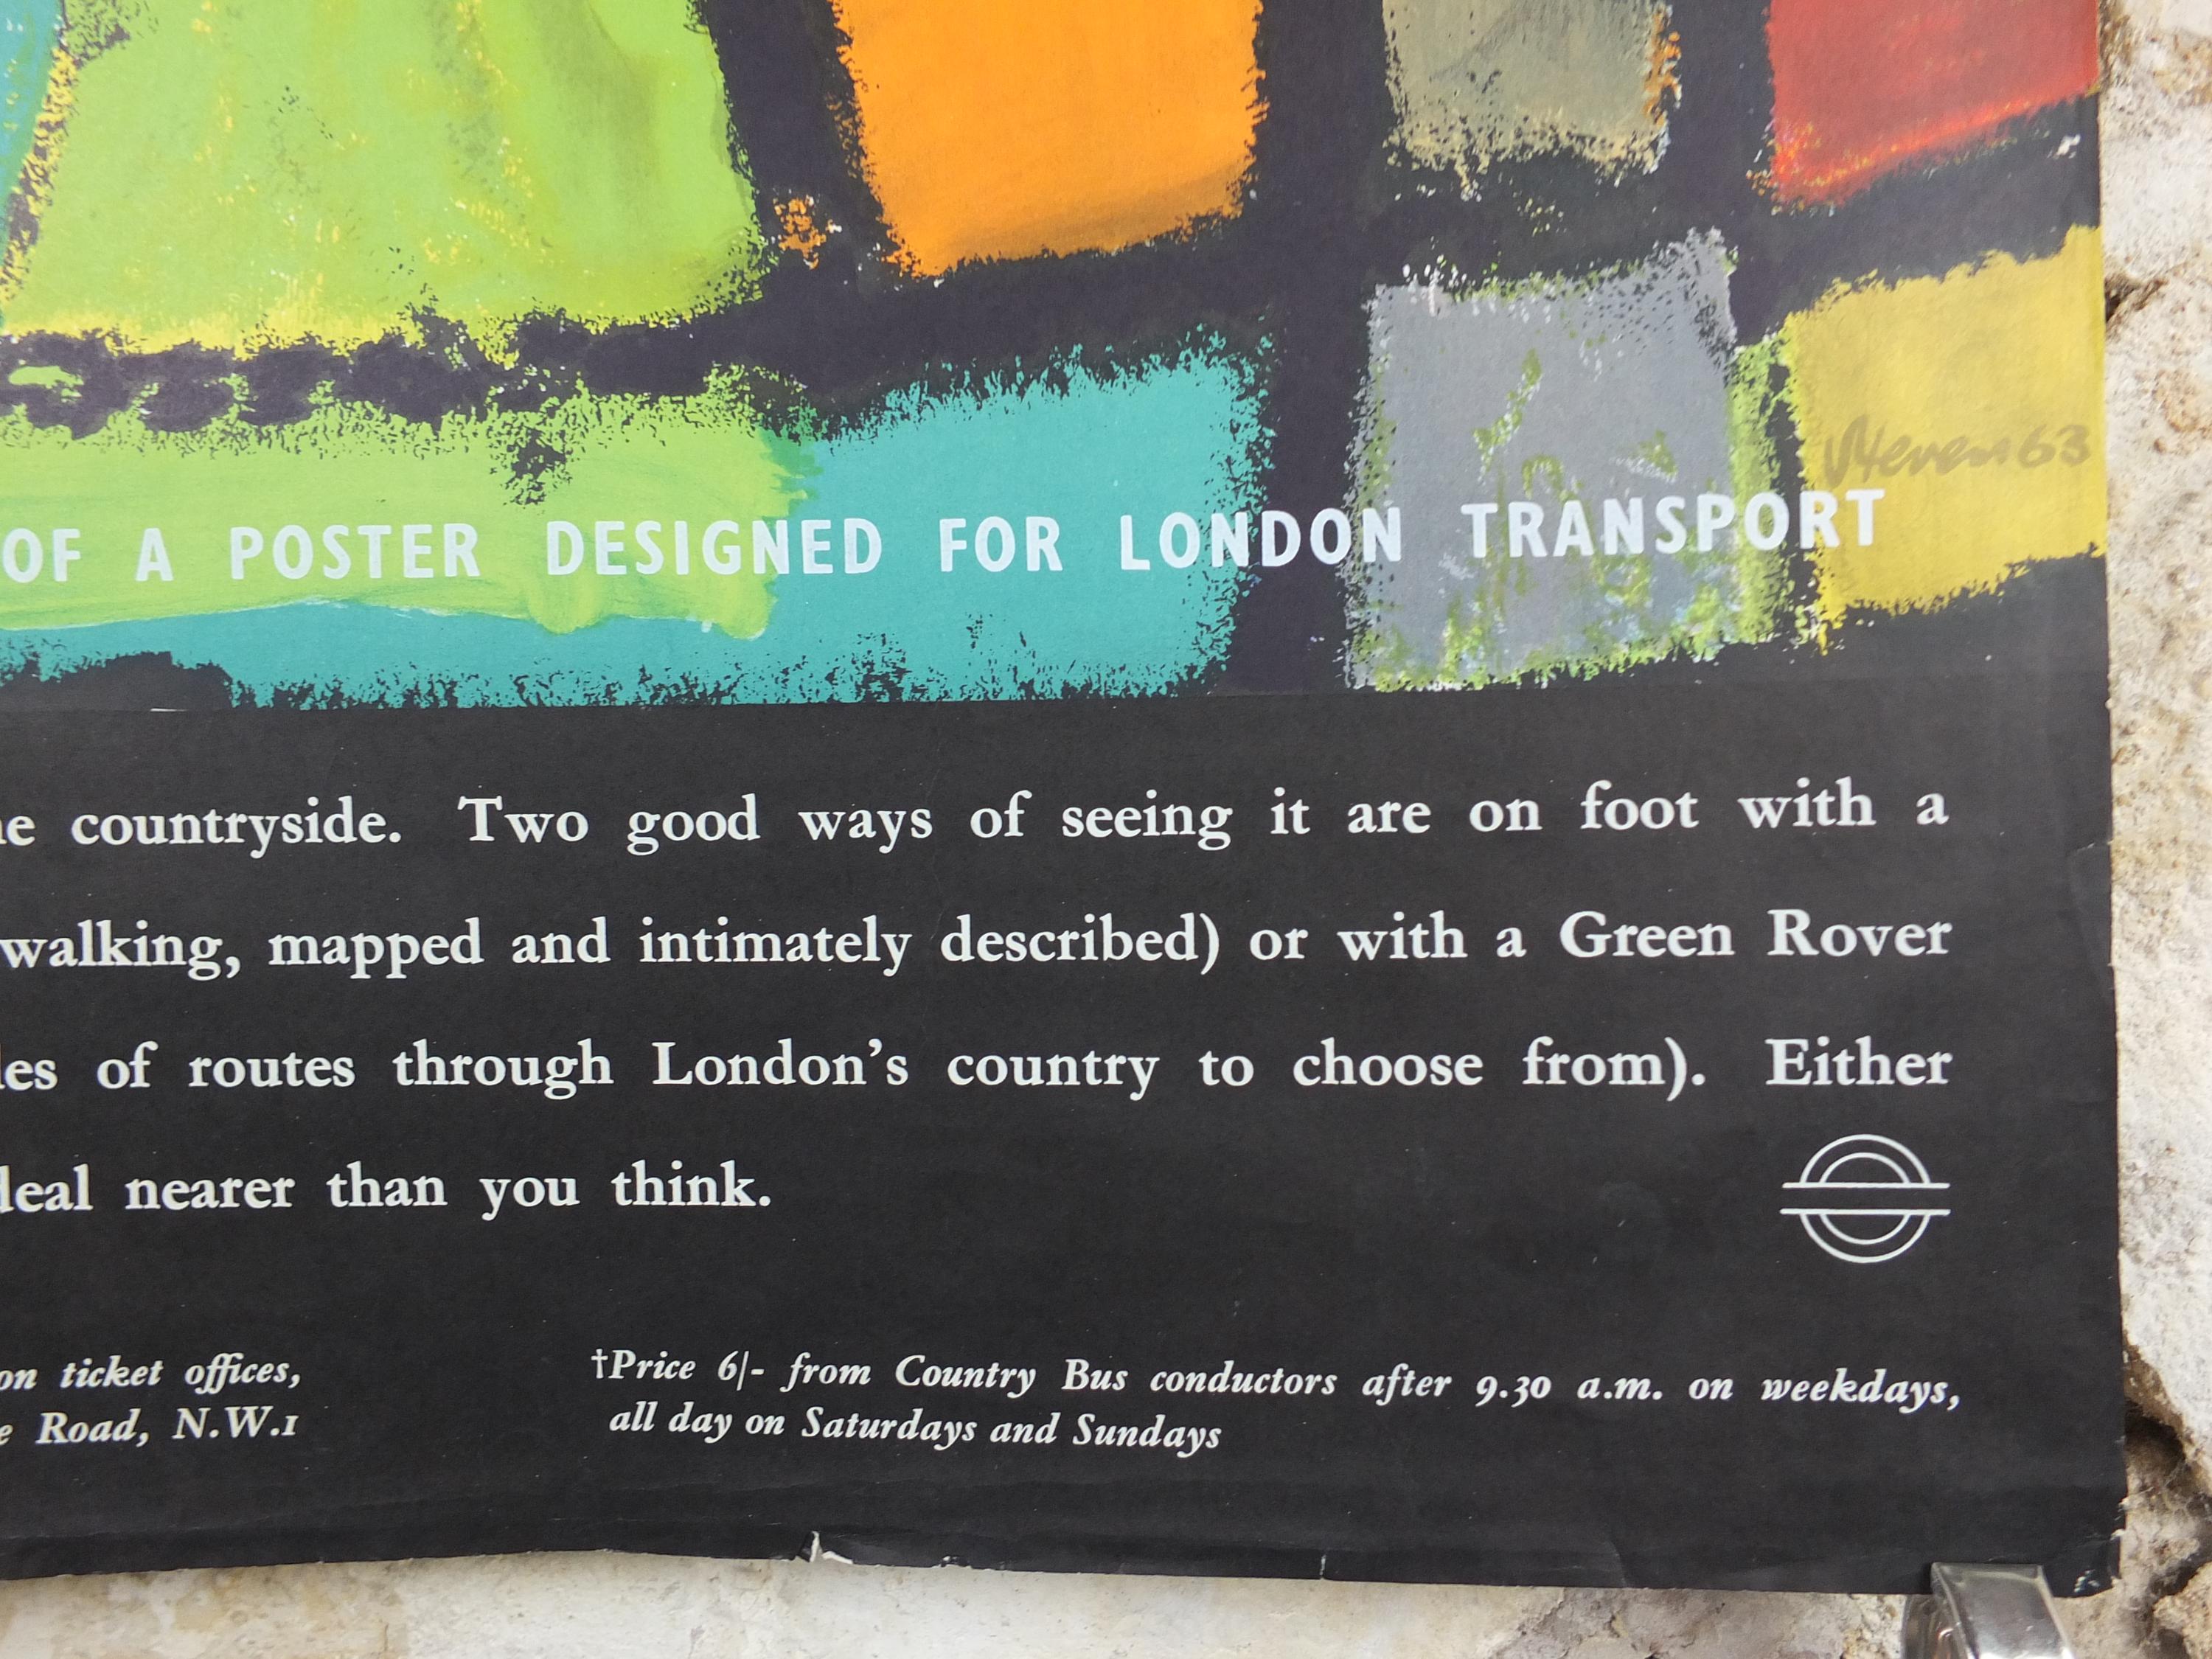 Steven 63
OF A POSTER DESIGNED FOR LONDON TRANSPORT
countryside. Two good ways of seeing it are on foot with a
walking, mapped and intimately described) or with a Green Rover
of routes through London's country to choose from). Either
nearer than you think.
ticket offices,
Road, N.W.1
†Price 6/- from Country Bus conductors after 9.30 a.m. on weekdays,
all day on Saturdays and Sundays